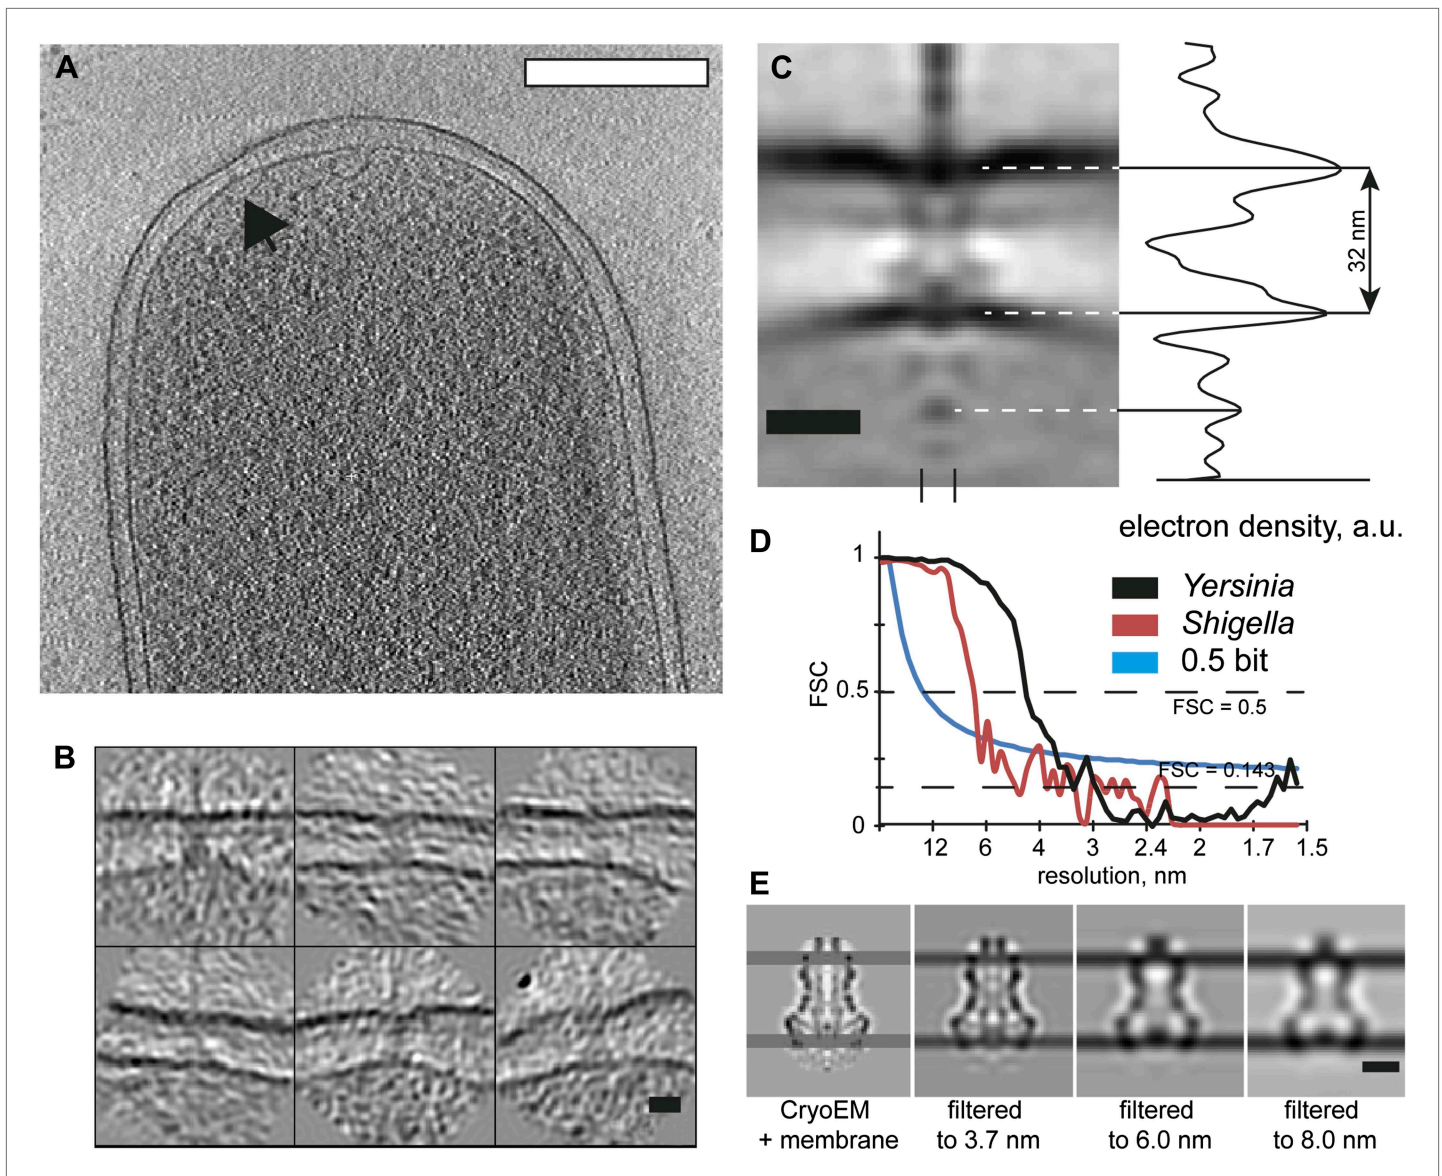 A
C
32 nm
B
D
electron density, a.u.
Yersinia
Shigella
0.5 bit
FSC
1
0.5
0
FSC = 0.5
FSC = 0.143
12 6 4 3 2.4 2 1.7 1.5
resolution, nm
E
CryoEM
+ membrane
filtered
to 3.7 nm
filtered
to 6.0 nm
filtered
to 8.0 nm